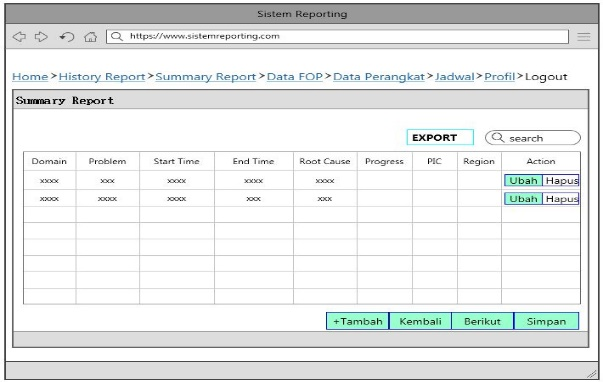 Sistem Reporting
https://www.sistemreporting.com
Home>History Report>Summary Report>Data FOP>Data Perangkat>Jadwal>Profil>Logout
Summary Report
EXPORT search
Domain Problem Start Time End Time Root Cause Progress PIC Region Action
xxxx xxx xxxx xxxx xxxx Ubah Hapus
xxxx xxxx xxxx xxx xxx Ubah Hapus
+Tambah Kembali Berikut Simpan